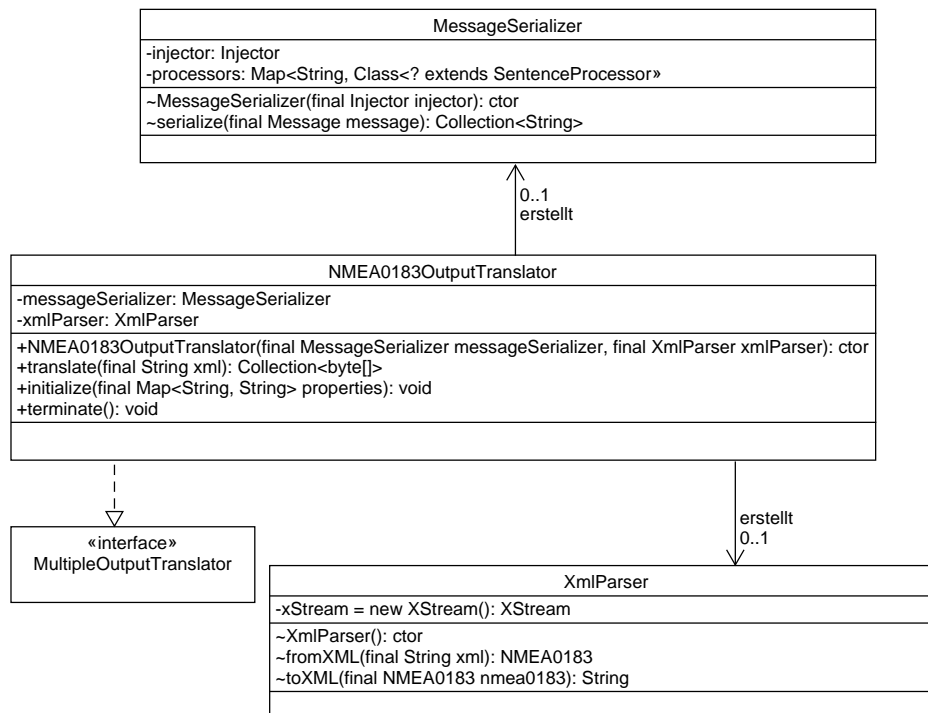 MessageSerializer
-injector: Injector
-processors: Map<String, Class<? extends SentenceProcessor»
~MessageSerializer(final Injector injector): ctor
~serialize(final Message message): Collection<String>
0..1
erstellt
NMEA0183OutputTranslator
-messageSerializer: MessageSerializer
-xmlParser: XmlParser
+NMEA0183OutputTranslator(final MessageSerializer messageSerializer, final XmlParser xmlParser): ctor
+translate(final String xml): Collection<byte[]>
+initialize(final Map<String, String> properties): void
+terminate(): void
erstellt
0..1
«interface»
MultipleOutputTranslator
XmlParser
-xStream = new XStream(): XStream
~XmlParser(): ctor
~fromXML(final String xml): NMEA0183
~toXML(final NMEA0183 nmea0183): String